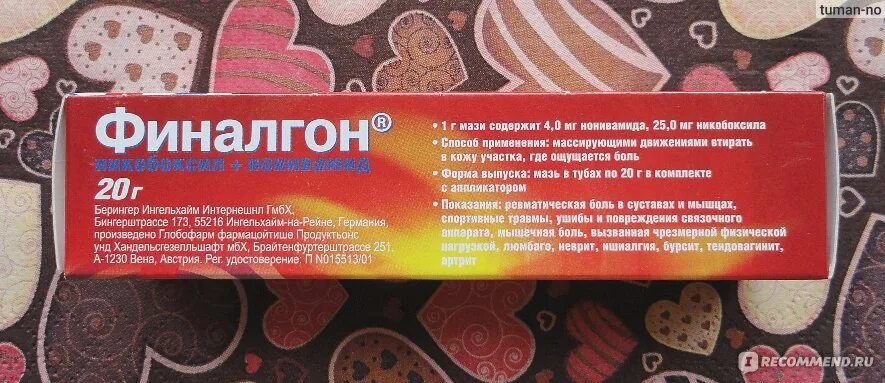 tuman-no
Финалгон®
никобоксил + нонивамид
20 г
Берингер Ингельхайм Интернешнл ГмбХ,
Бингерштрассе 173, 55216 Ингельхайм-на-Рейне, Германия,
произведено Глобофарм фармацойтише Продуктьонс
унд Хандельсгезелльшафт мбХ, Брайтенфуртерштрассе 251.
А-1230 Вена, Австрия. Рег. удостоверение: П N015513/01
• 1 г мази содержит 4,0 мг нонивамида, 25,0 мг никобоксила
• Способ применения: массирующими движениями втирать
в кожу участка, где ощущается боль
• Форма выпуска: мазь в тубах по 20 г в комплекте
с аппликатором
• Показания: ревматическая боль в суставах и мышцах,
спортивные травмы, ушибы и повреждения связочного
аппарата, мышечная боль, вызванная чрезмерной физической
нагрузкой, люмбаго, неврит, ишиалгия, бурсит, тендовагинит,
артрит
I RECOMMEND.RU